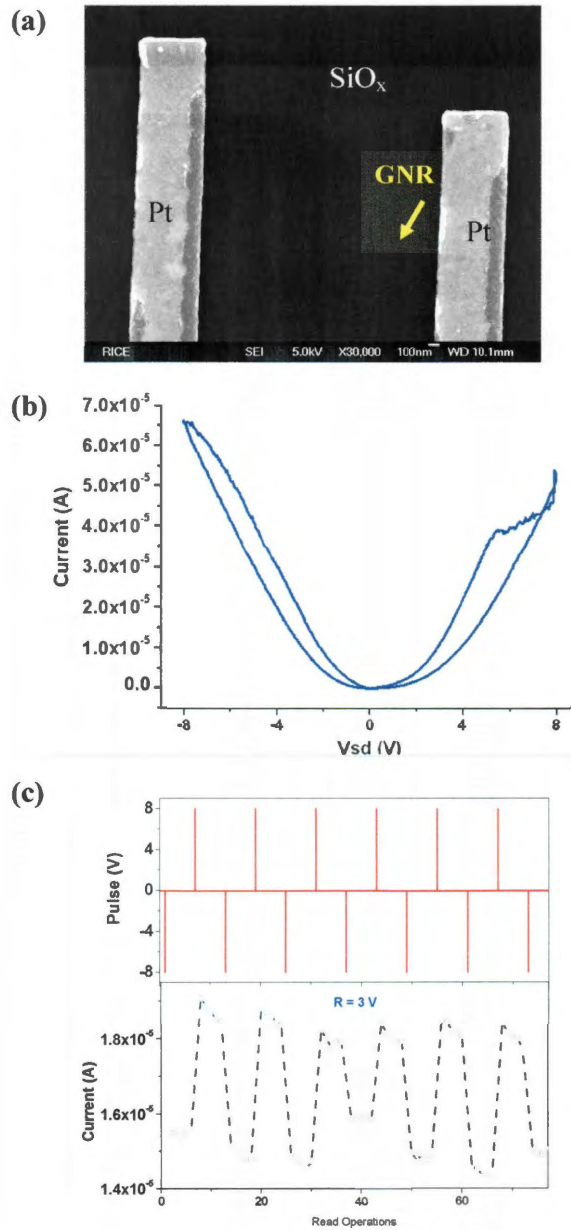 (a)
SiOx
GNR
Pt
Pt
RICE SEI 5.0kV X30,000 100nm WD 10.1mm
(b)
7.0x10-5
6.0x10-5
5.0x10-5
4.0x10-5
3.0x10-5
2.0x10-5
1.0x10-5
0.0
Current (A)
-8 -4 0 4 8
Vsd (V)
(c)
8
4
0
-4
-8
Pulse (V)
R = 3 V
1.8x10-5
1.6x10-5
1.4x10-5
Current (A)
0 20 40 60
Read Operations